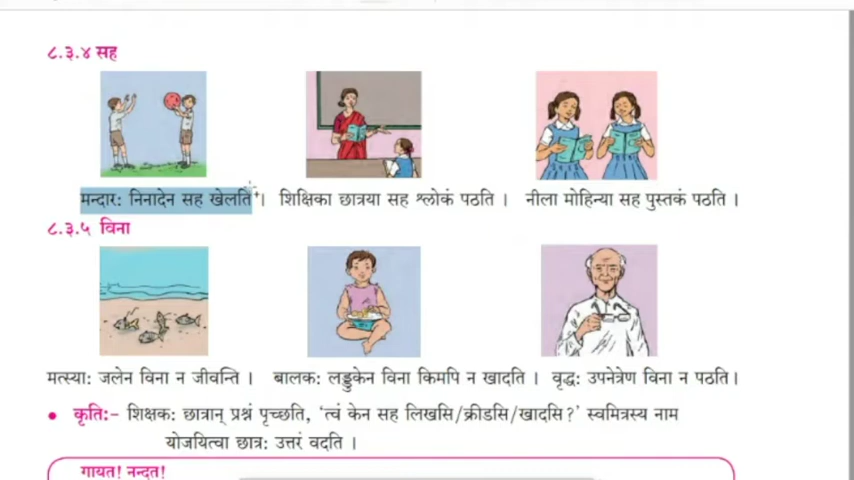 ८.३.४ सह
मन्दारः निनादेन सह खेलति । शिक्षिका छात्रया सह श्लोकं पठति । नीला मोहिन्या सह पुस्तकं पठति ।
८.३.५ विना
मत्स्याः जलेन विना न जीवन्ति । बालकः लड्डुकेन विना किमपि न खादति । वृद्धः उपनेत्रेण विना न पठति ।
• कृतिः- शिक्षकः छात्रान् प्रश्नं पृच्छति, 'त्वं केन सह लिखसि/क्रीडसि/खादसि?' स्वमित्रस्य नाम
योजयित्वा छात्रः उत्तरं वदति ।
गायत! नन्दत!